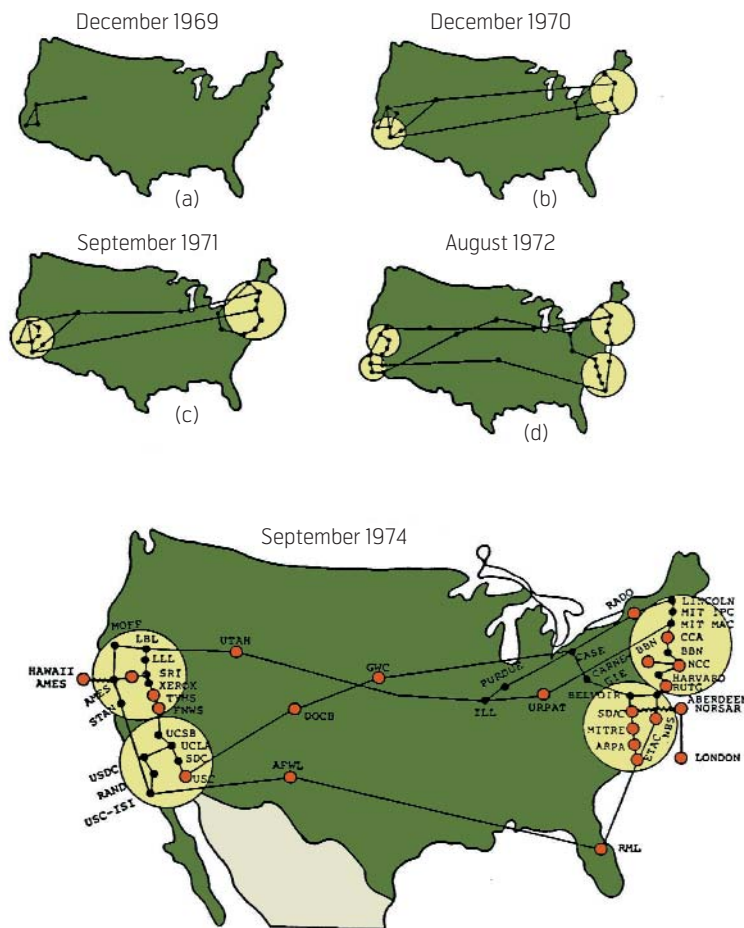 December 1969
December 1970
(a)
(b)
September 1971
August 1972
(c)
(d)
September 1974
MOFF
LBL
LLL
SRI
XEROX
TYMS
FNWS
HAWAII
AMES
AMES
STAN
UTAH
UCSB
UCLA
SDC
USC
USDC
RAND
USC-ISI
DOCB
GWC
AFWL
CASE
PURDUE
ILL
URPAT
CARNEGIE
RADO
LINCOLN
MIT IPC
MIT MAC
CCA
BBN
BBN
NCC
HARVARD
RUTG
BELVOIR
ABERDEEN
NORSAR
SDAC
MITRE
ARPA
ETAC
NBS
LONDON
RML